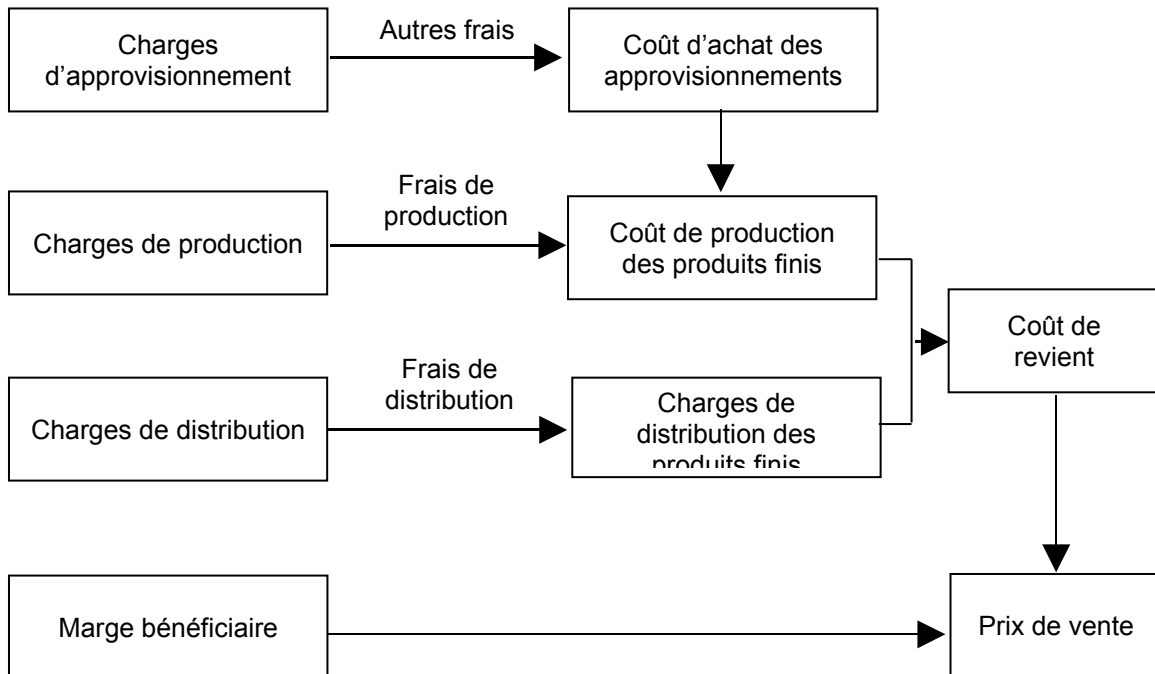 Charges
d'approvisionnement
Autres frais
Coût d'achat des
approvisionnements
Charges de production
Frais de
production
Coût de production
des produits finis
Charges de distribution
Frais de
distribution
Charges de
distribution des
produits finis
Coût de
revient
Marge bénéficiaire
Prix de vente